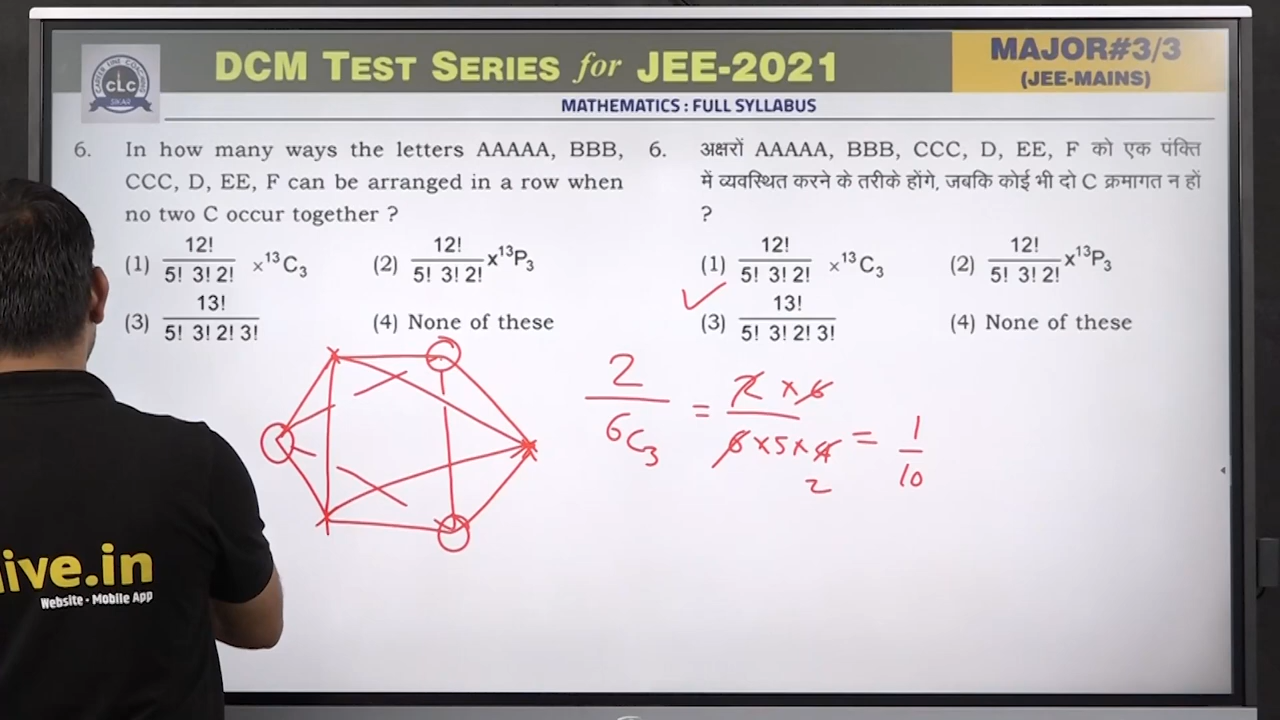 DCM TEST SERIES for JEE-2021
MAJOR#3/3
(JEE-MAINS)
CLC
SIKAR
MATHEMATICS : FULL SYLLABUS
6. In how many ways the letters AAAAA, BBB,
CCC, D, EE, F can be arranged in a row when
no two C occur together ?
(1) 12!/(5! 3! 2!) ×¹³C₃ (2) 12!/(5! 3! 2!) x¹³P₃
(3) 13!/(5! 3! 2! 3!) (4) None of these
6. अक्षरों AAAAA, BBB, CCC, D, EE, F को एक पंक्ति
में व्यवस्थित करने के तरीके होंगे, जबकि कोई भी दो C क्रमागत न हों
?
(1) 12!/(5! 3! 2!) ×¹³C₃ (2) 12!/(5! 3! 2!) x¹³P₃
(3) 13!/(5! 3! 2! 3!) (4) None of these
2/⁶C₃ = (2 × 6)/(6 × 5 × 4) = 1/10
2
ive.in
Website • Mobile App